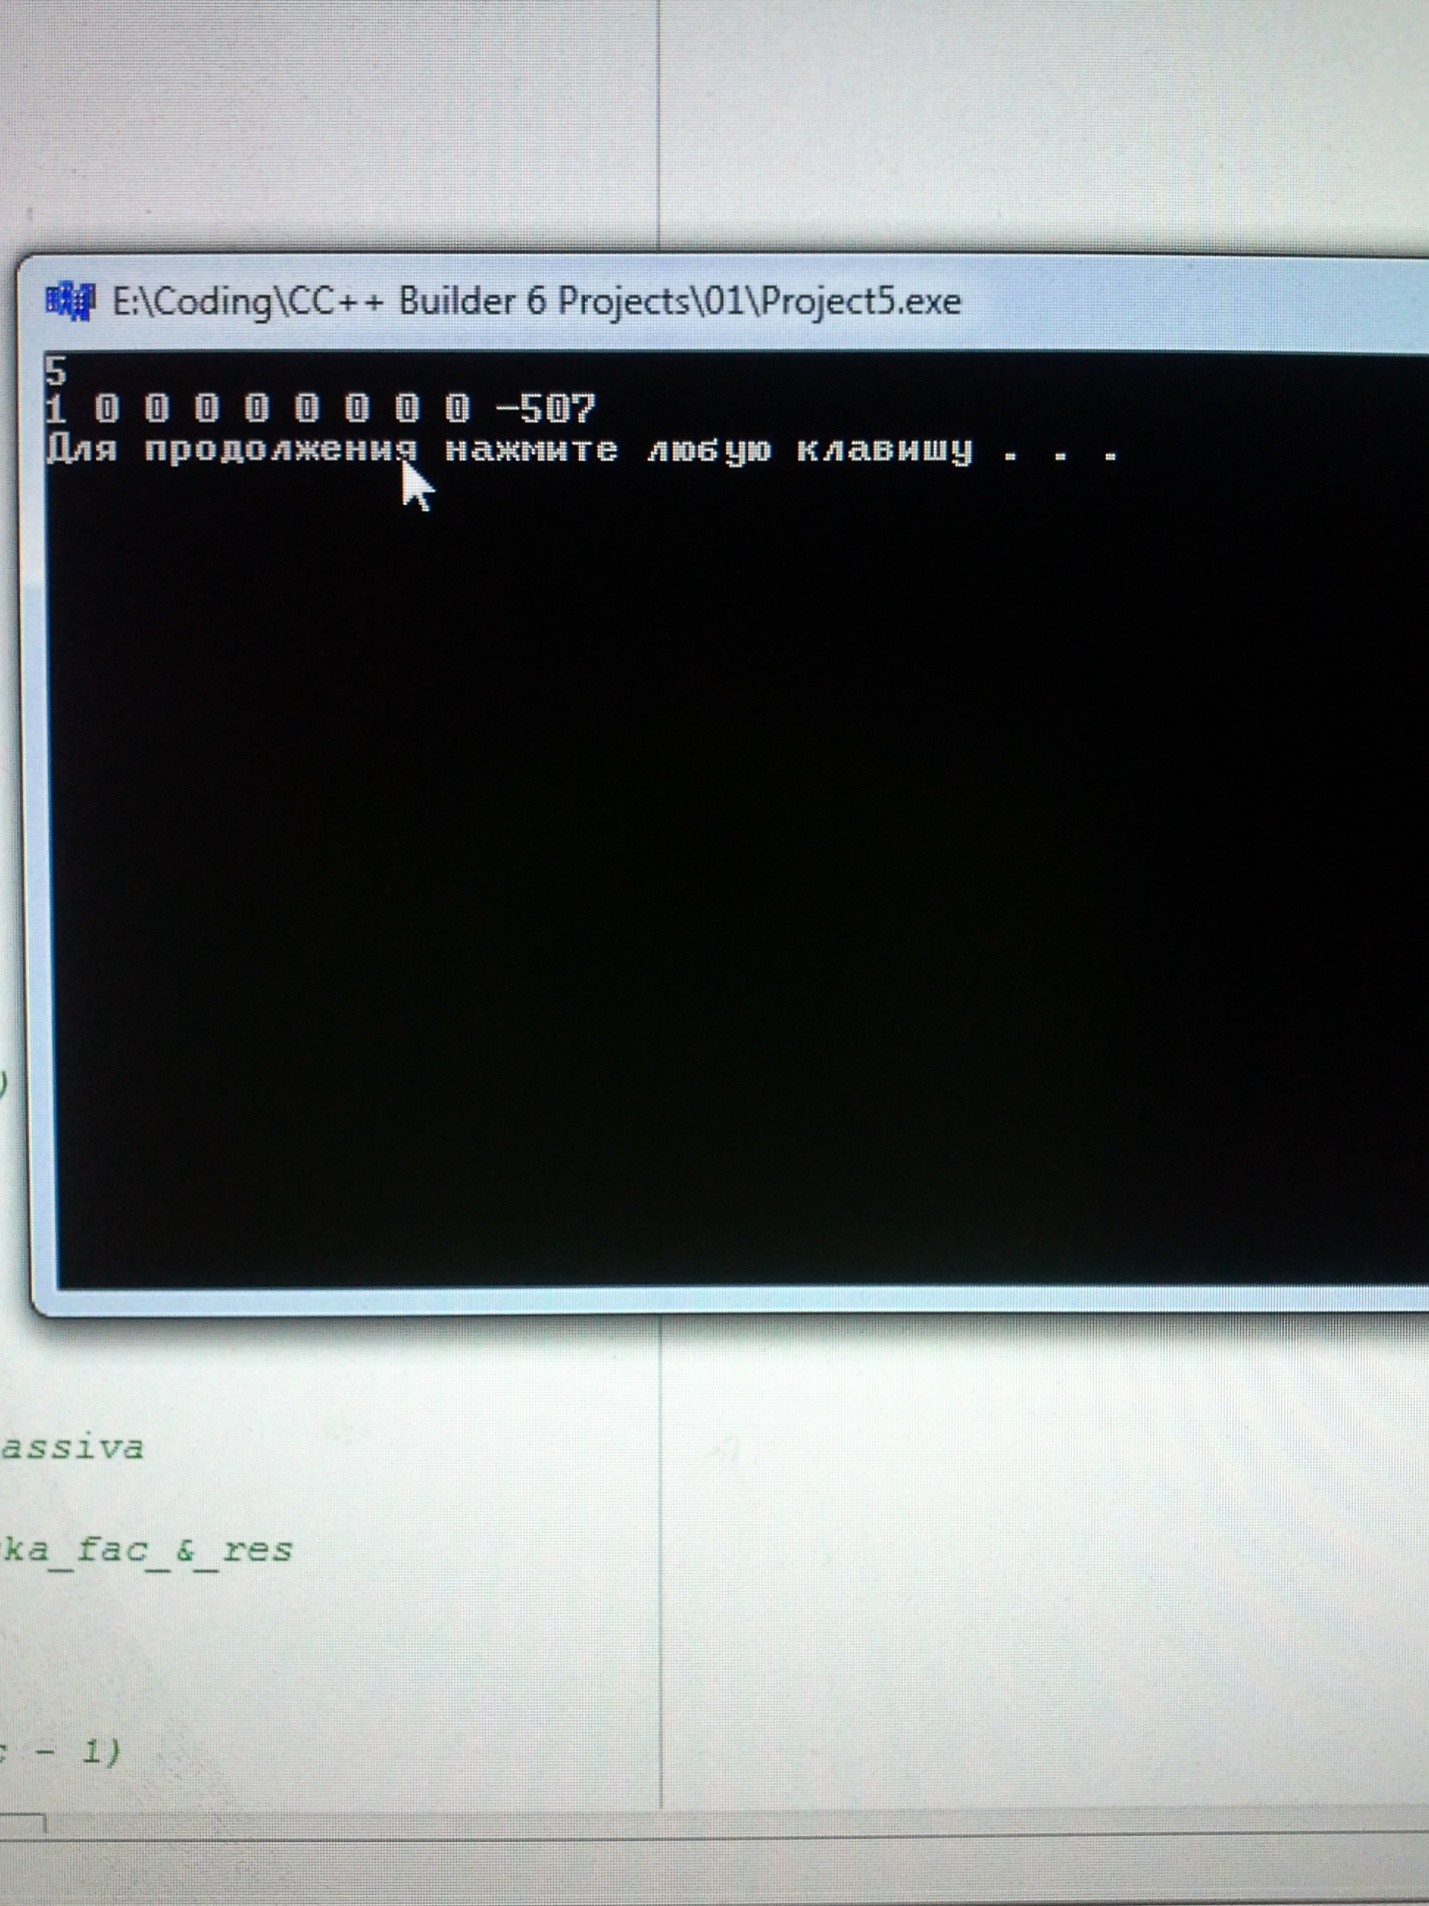 E:\Coding\CC++ Builder 6 Projects\01\Project5.exe
5
1 0 0 0 0 0 0 0 0 -507
Для продолжения нажмите любую клавишу . . .
)
assiva
ka_fac_&_res
- 1)